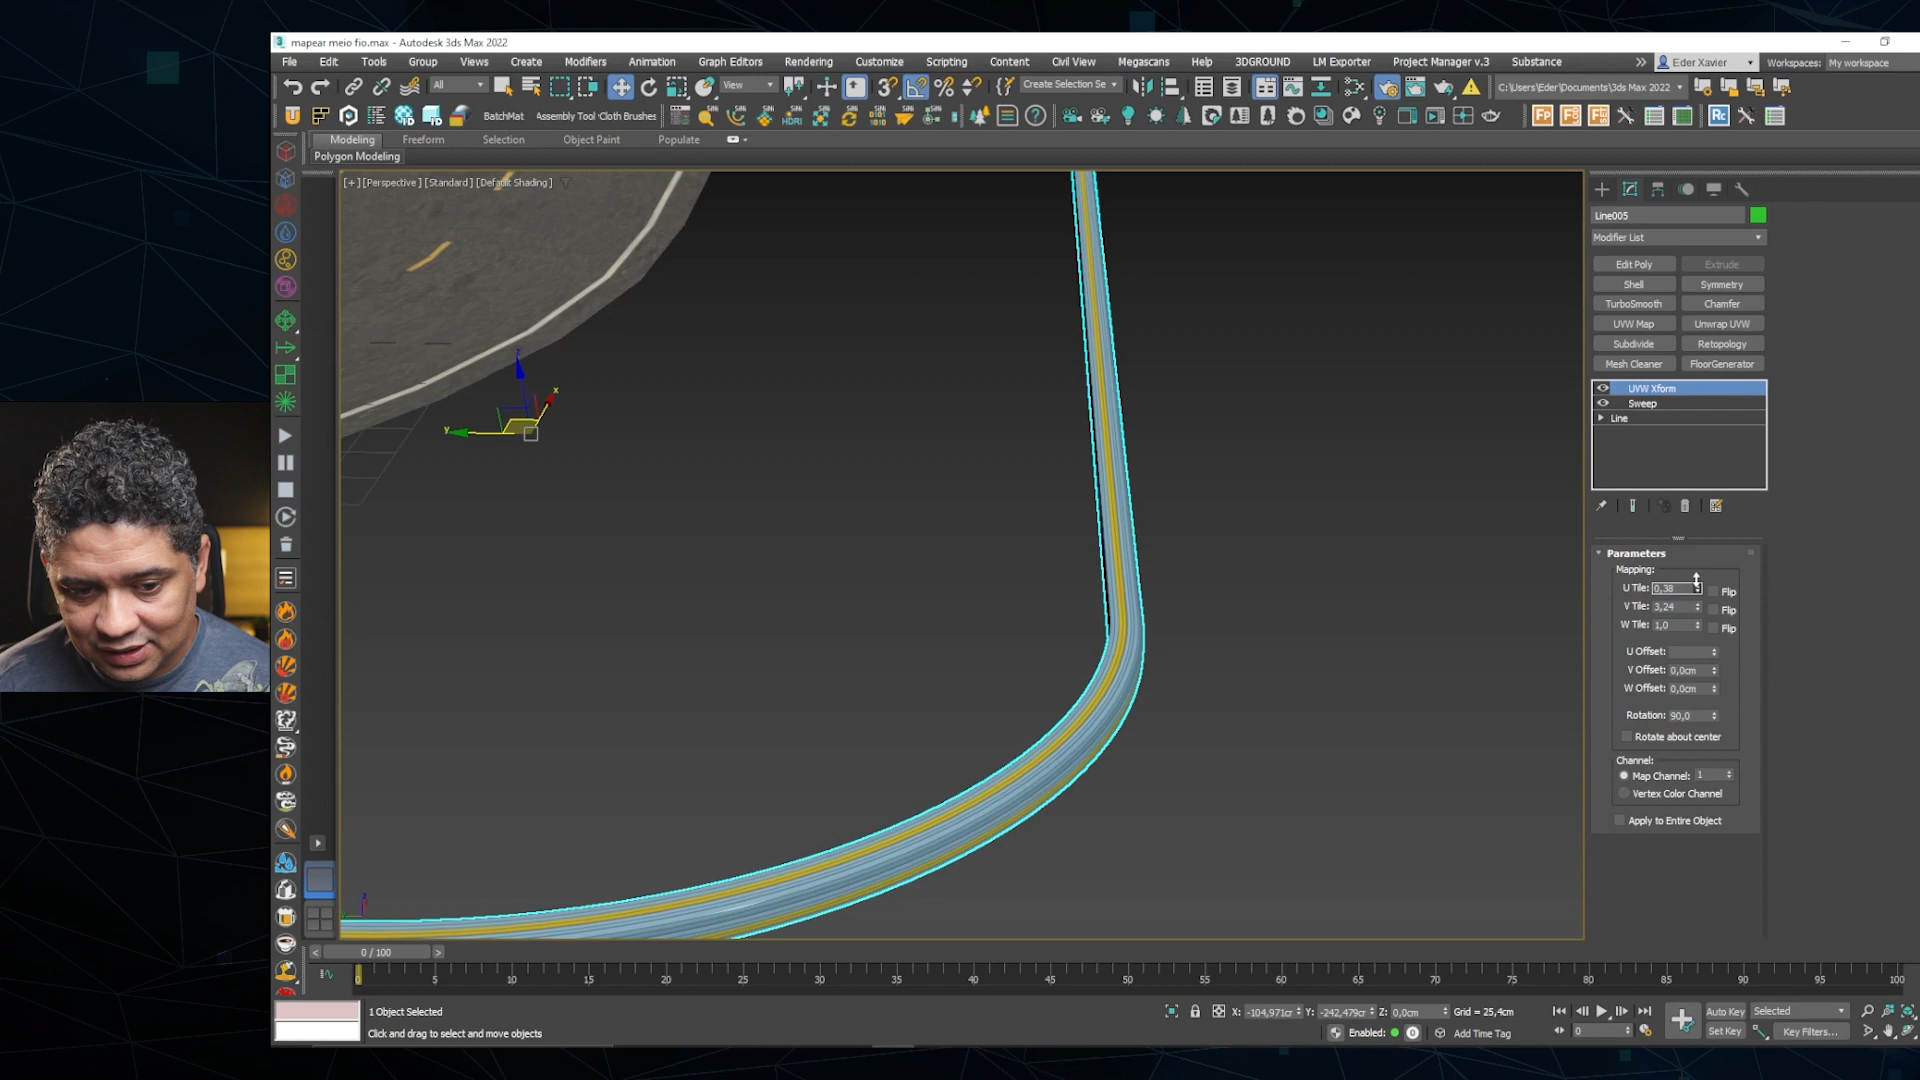 mapear meio fio.max - Autodesk 3ds Max 2022
File Edit Tools Group Views Create Modifiers Animation Graph Editors Rendering Customize Scripting Content Civil View Megascans Help 3DGROUND LM Exporter Project Manager v.3 Substance
Eder Xavier Workspaces: My workspace
All View Create Selection Se C:\Users\Eder\Documents\3ds Max 2022
BatchMat Assembly Tool Cloth Brushes
Modeling Freeform Selection Object Paint Populate
Polygon Modeling
[+] [Perspective ] [Standard ] [Default Shading ]
Line005
Modifier List
Edit Poly Extrude
Shell Symmetry
TurboSmooth Chamfer
UVW Map Unwrap UVW
Subdivide Retopology
Mesh Cleaner FloorGenerator
UVW Xform
Sweep
Line
Parameters
Mapping:
U Tile: 0,38 Flip
V Tile: 3,24 Flip
W Tile: 1,0 Flip
U Offset:
V Offset: 0,0cm
W Offset: 0,0cm
Rotation: 90,0
Rotate about center
Channel:
Map Channel: 1
Vertex Color Channel
Apply to Entire Object
0 / 100
0 5 10 15 20 25 30 35 40 45 50 55 60 65 70 75 80 85 90 95 100
1 Object Selected
Click and drag to select and move objects
X: -104,971cr Y: -242,479cr Z: 0,0cm Grid = 25,4cm
Enabled: Add Time Tag
Auto Key Selected
0 Set Key Key Filters...